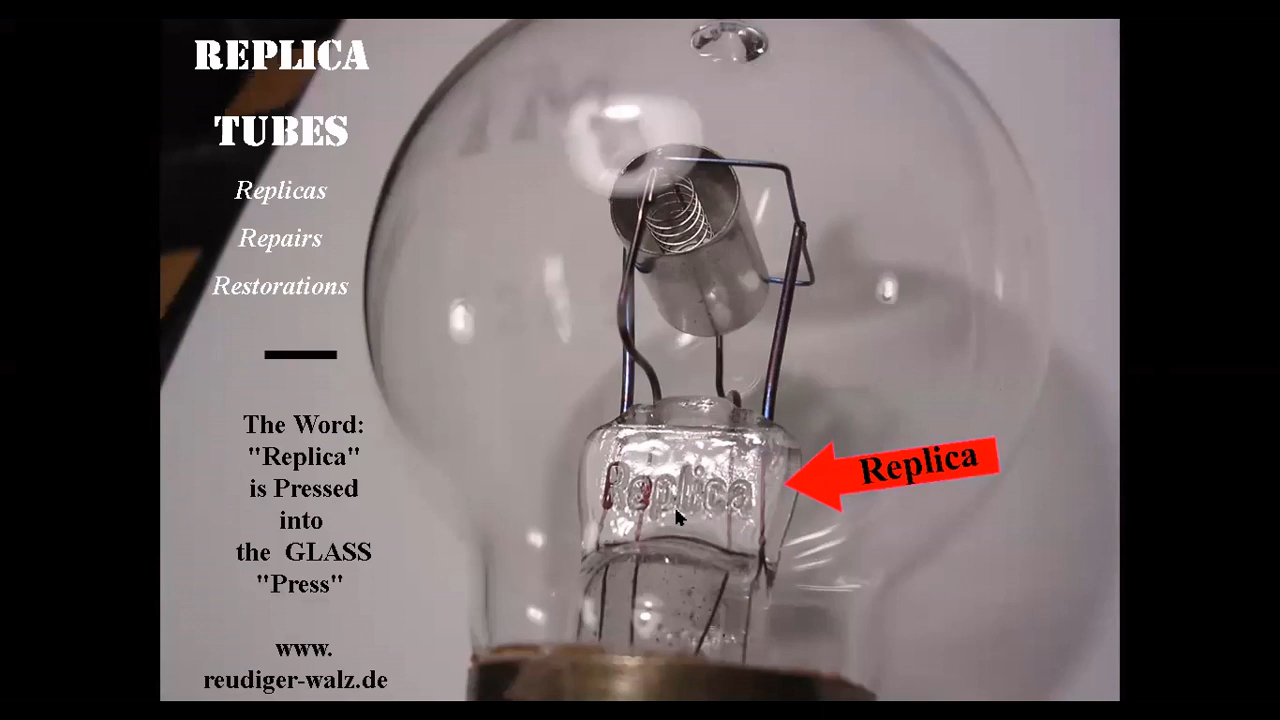 REPLICA
TUBES
Replicas
Repairs
Restorations
The Word:
"Replica"
is Pressed
into
the GLASS
"Press"
www.
reudiger-walz.de
Replica
Replica